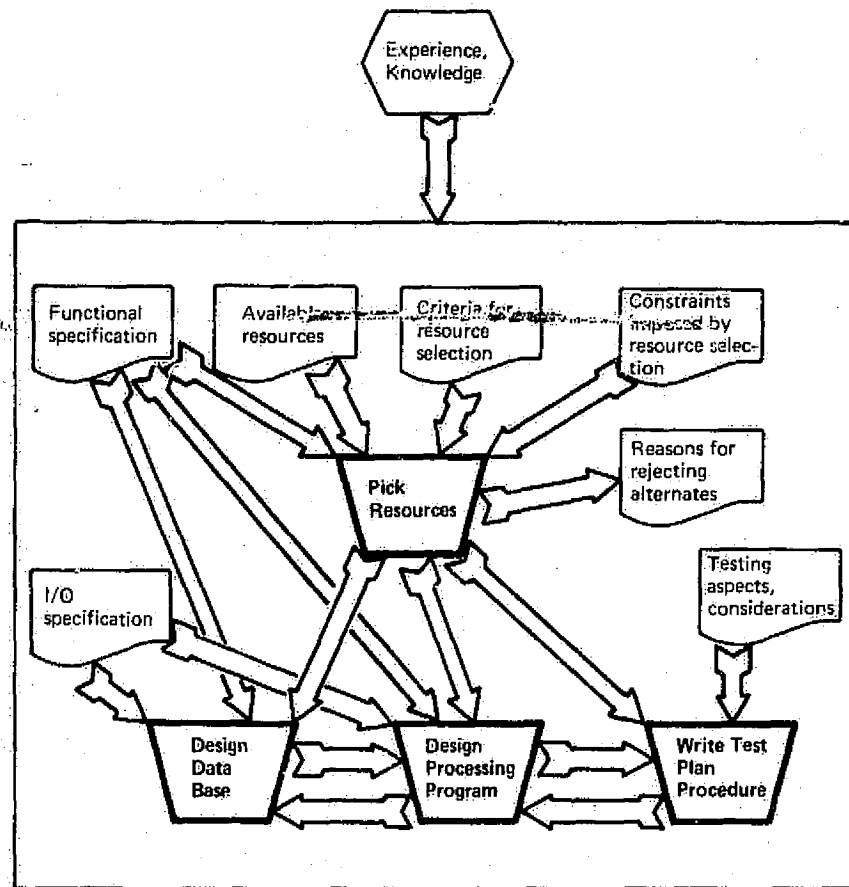 Experience,
Knowledge
Functional
specification
Available
resources
Criteria for
resource
selection
Constraints
imposed by
resource selec-
tion
Pick
Resources
Reasons for
rejecting
alternates
I/O
specification
Testing
aspects,
considerations
Design
Data
Base
Design
Processing
Program
Write Test
Plan
Procedure